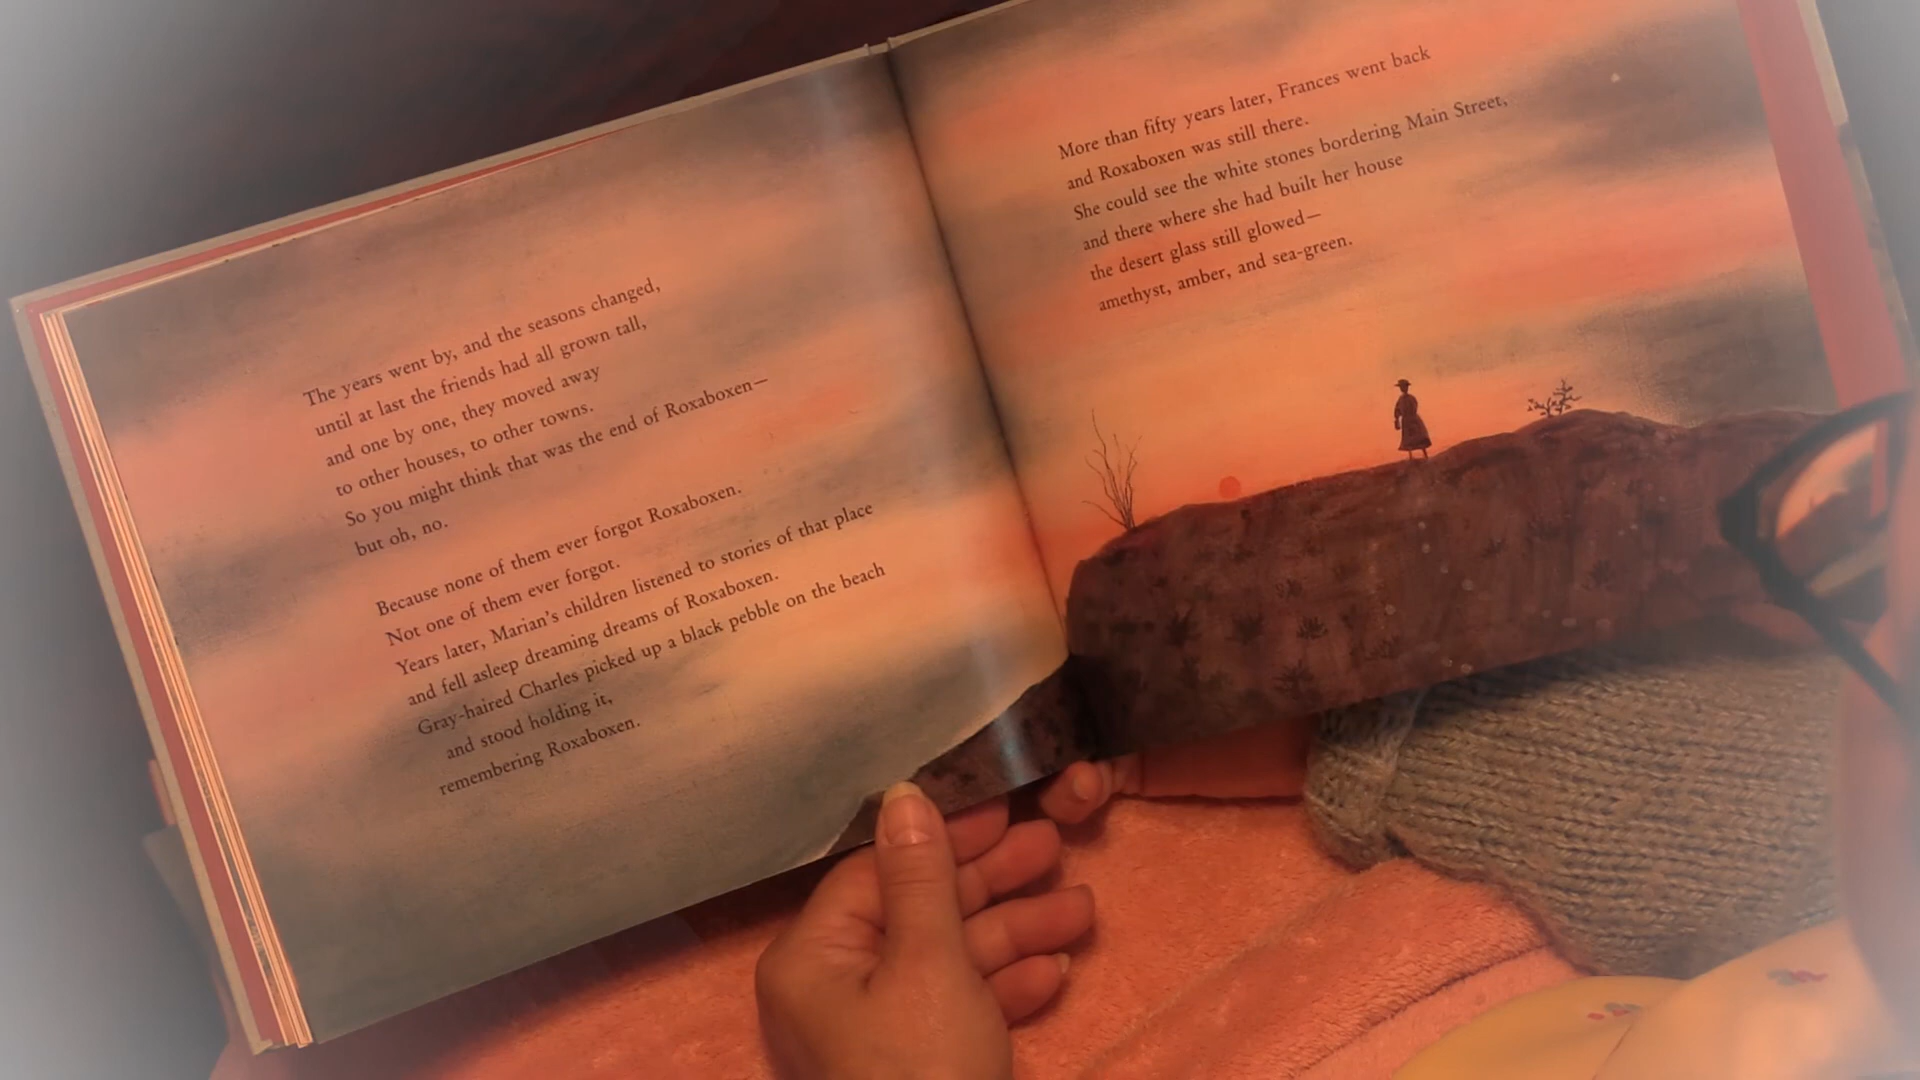 The years went by, and the seasons changed,
until at last the friends had all grown tall,
and one by one, they moved away
to other houses, to other towns.
So you might think that was the end of Roxaboxen—
but oh, no.
Because none of them ever forgot Roxaboxen.
Not one of them ever forgot.
Years later, Marian's children listened to stories of that place
and fell asleep dreaming dreams of Roxaboxen.
Gray-haired Charles picked up a black pebble on the beach
and stood holding it,
remembering Roxaboxen.
More than fifty years later, Frances went back
and Roxaboxen was still there.
She could see the white stones bordering Main Street,
and there where she had built her house
the desert glass still glowed—
amethyst, amber, and sea-green.